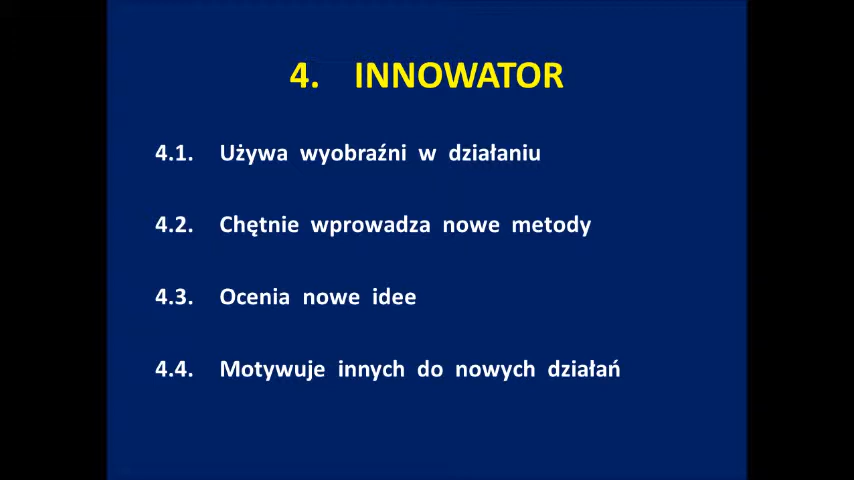 4. INNOWATOR
4.1. Używa wyobraźni w działaniu
4.2. Chętnie wprowadza nowe metody
4.3. Ocenia nowe idee
4.4. Motywuje innych do nowych działań